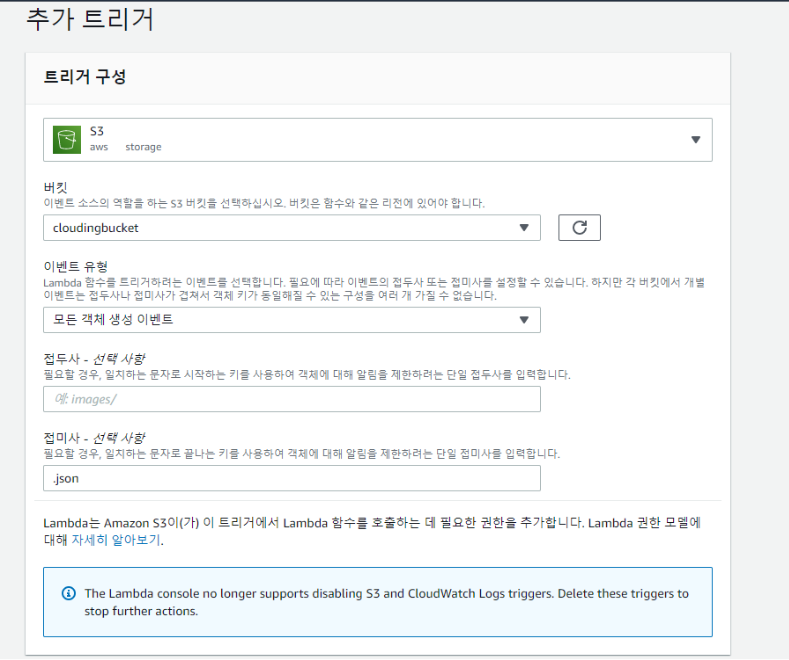 추가 트리거
트리거 구성
S3
aws storage
버킷
이벤트 소스의 역할을 하는 S3 버킷을 선택하십시오. 버킷은 함수와 같은 리전에 있어야 합니다.
cloudingbucket
이벤트 유형
Lambda 함수를 트리거하려는 이벤트를 선택합니다. 필요에 따라 이벤트의 접두사 또는 접미사를 설정할 수 있습니다. 하지만 각 버킷에서 개별
이벤트는 접두사나 접미사가 겹쳐서 객체 키가 동일해질 수 있는 구성을 여러 개 가질 수 없습니다.
모든 객체 생성 이벤트
접두사 - 선택 사항
필요할 경우, 일치하는 문자로 시작하는 키를 사용하여 객체에 대해 알림을 제한하려는 단일 접두사를 입력합니다.
예: images/
접미사 - 선택 사항
필요할 경우, 일치하는 문자로 끝나는 키를 사용하여 객체에 대해 알림을 제한하려는 단일 접미사를 입력합니다.
.json
Lambda는 Amazon S3이(가) 이 트리거에서 Lambda 함수를 호출하는 데 필요한 권한을 추가합니다. Lambda 권한 모델에
대해 자세히 알아보기.
The Lambda console no longer supports disabling S3 and CloudWatch Logs triggers. Delete these triggers to
stop further actions.